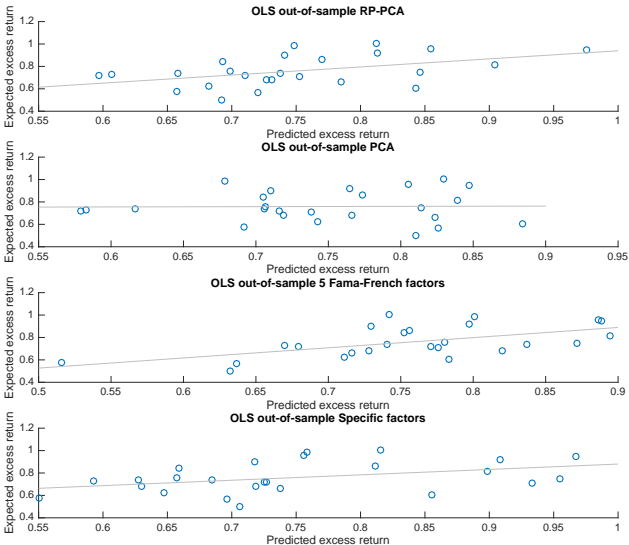 OLS out-of-sample RP-PCA
Expected excess return
1.2
1
0.8
0.6
0.4
0.55 0.6 0.65 0.7 0.75 0.8 0.85 0.9 0.95 1
Predicted excess return
OLS out-of-sample PCA
Expected excess return
1.2
1
0.8
0.6
0.4
0.55 0.6 0.65 0.7 0.75 0.8 0.85 0.9 0.95
Predicted excess return
OLS out-of-sample 5 Fama-French factors
Expected excess return
1.2
1
0.8
0.6
0.4
0.5 0.55 0.6 0.65 0.7 0.75 0.8 0.85 0.9
Predicted excess return
OLS out-of-sample Specific factors
Expected excess return
1.2
1
0.8
0.6
0.4
0.55 0.6 0.65 0.7 0.75 0.8 0.85 0.9 0.95 1
Predicted excess return